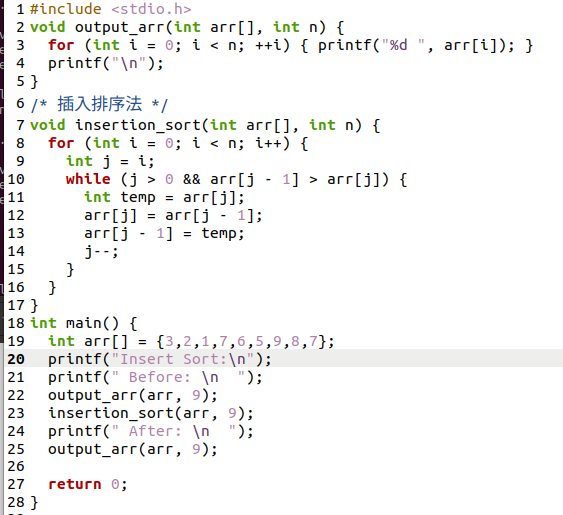 1 #include <stdio.h>
2 void output_arr(int arr[], int n) {
3   for (int i = 0; i < n; ++i) { printf("%d ", arr[i]); }
4   printf("\n");
5 }
6 /* 插入排序法 */
7 void insertion_sort(int arr[], int n) {
8   for (int i = 0; i < n; i++) {
9     int j = i;
10     while (j > 0 && arr[j - 1] > arr[j]) {
11       int temp = arr[j];
12       arr[j] = arr[j - 1];
13       arr[j - 1] = temp;
14       j--;
15     }
16   }
17 }
18 int main() {
19   int arr[] = {3,2,1,7,6,5,9,8,7};
20   printf("Insert Sort:\n");
21   printf(" Before: \n  ");
22   output_arr(arr, 9);
23   insertion_sort(arr, 9);
24   printf(" After: \n  ");
25   output_arr(arr, 9);
26
27   return 0;
28 }